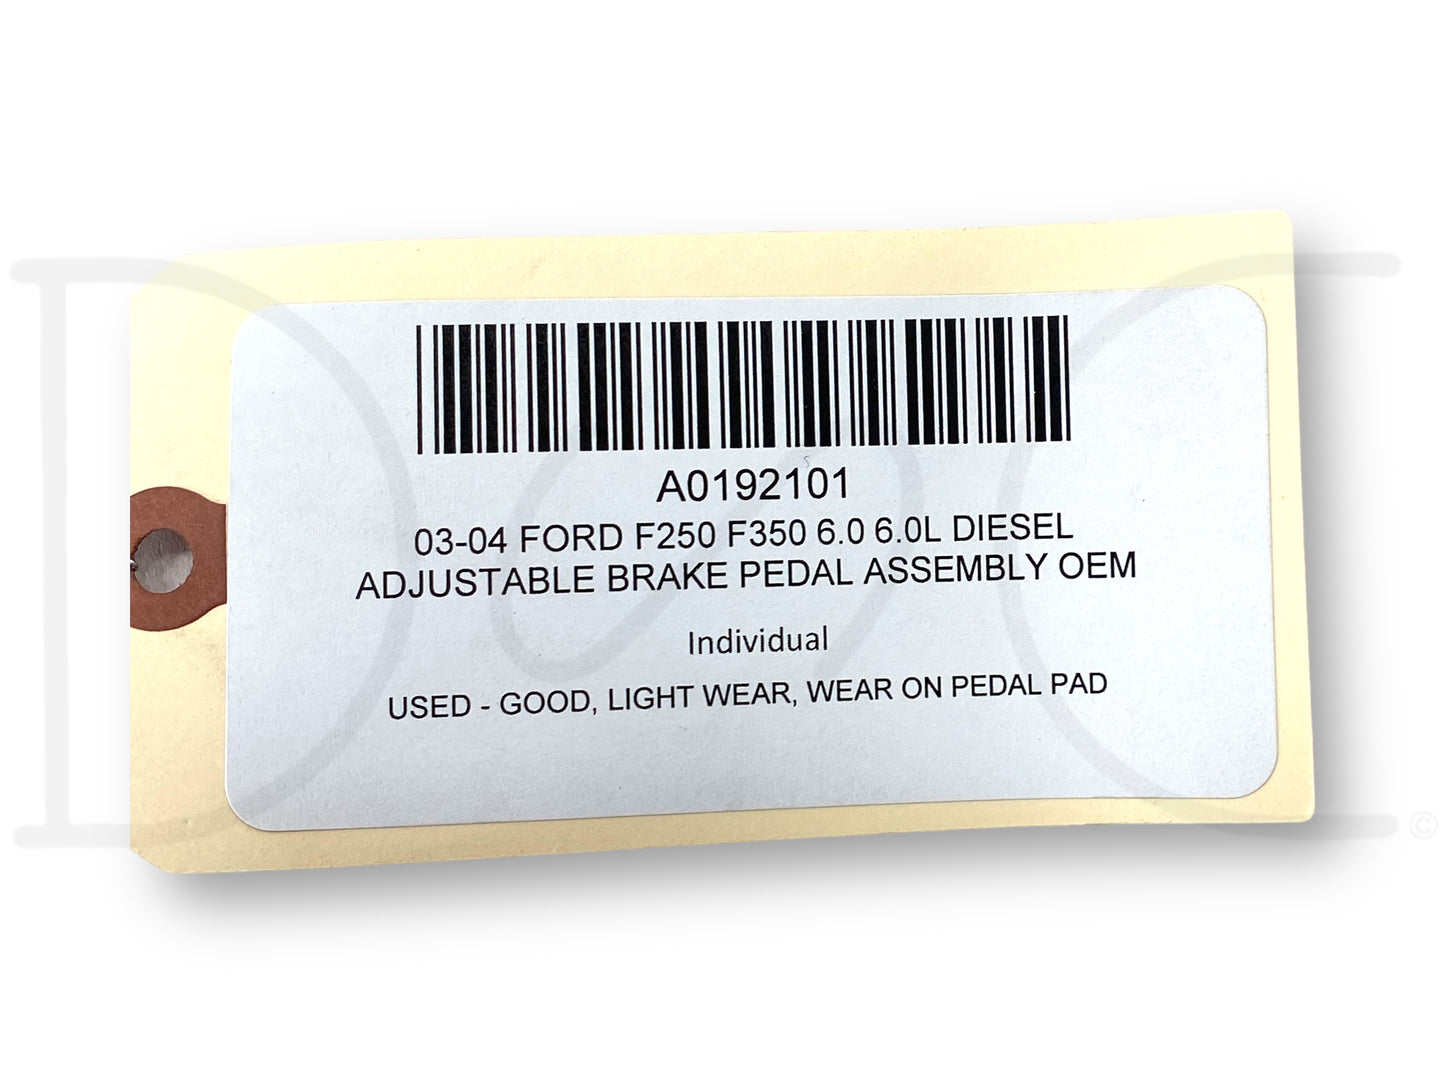 A0192101
03-04 FORD F250 F350 6.0 6.0L DIESEL
ADJUSTABLE BRAKE PEDAL ASSEMBLY OEM
Individual
USED - GOOD, LIGHT WEAR, WEAR ON PEDAL PAD
©